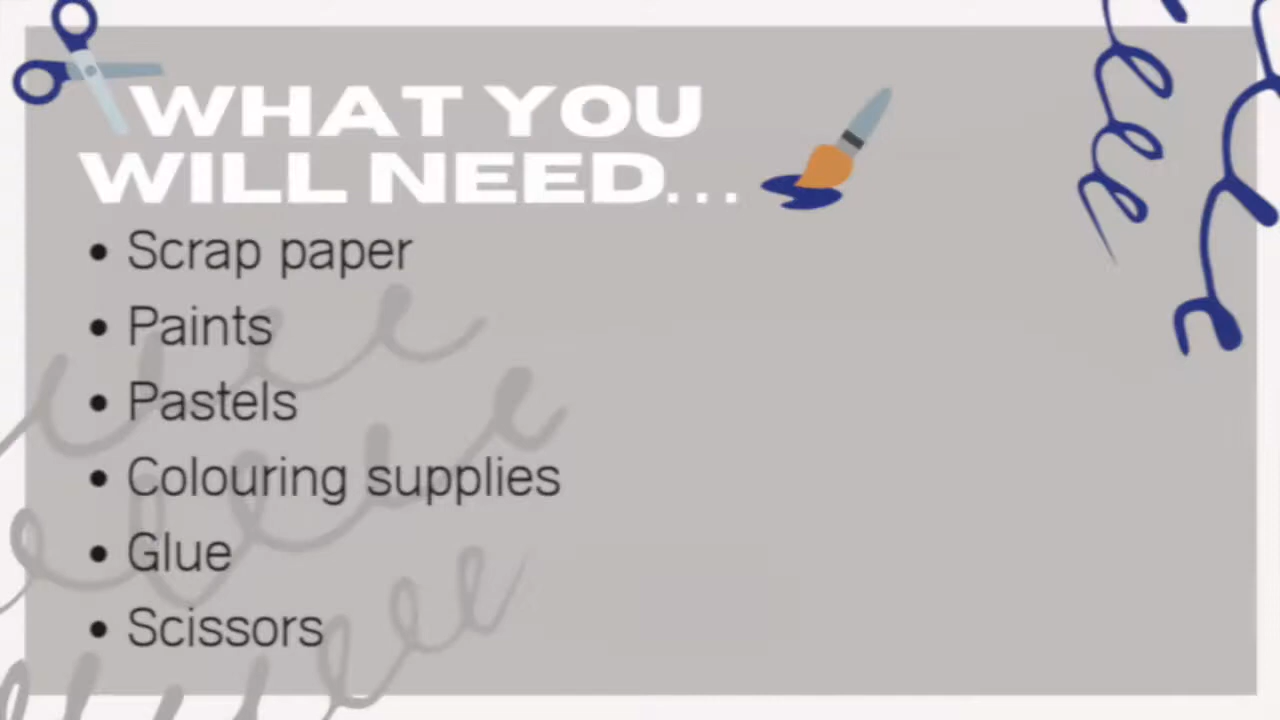 WHAT YOU
WILL NEED...
• Scrap paper
• Paints
• Pastels
• Colouring supplies
• Glue
• Scissors